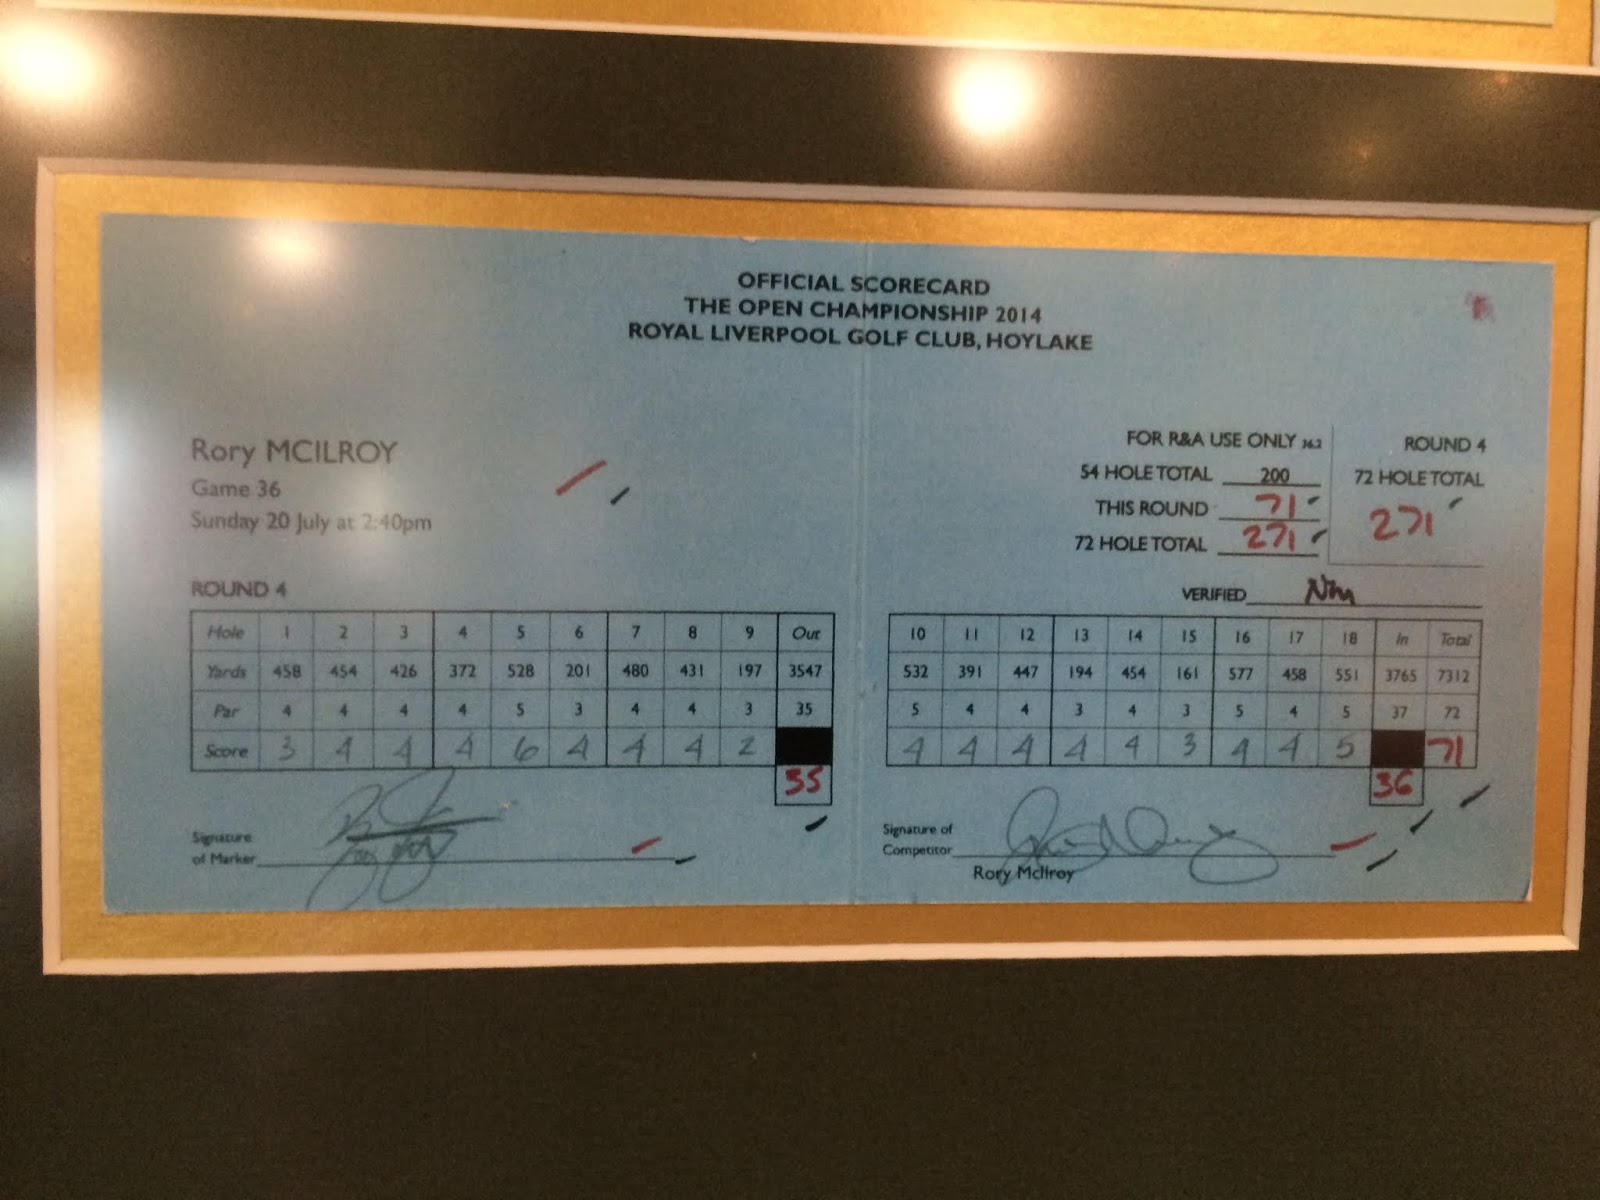 OFFICIAL SCORECARD
THE OPEN CHAMPIONSHIP 2014
ROYAL LIVERPOOL GOLF CLUB, HOYLAKE
Rory MCILROY
Game 36
Sunday 20 July at 2:40pm
FOR R&A USE ONLY 36.2
54 HOLE TOTAL 200
THIS ROUND 71
72 HOLE TOTAL 271
ROUND 4
72 HOLE TOTAL
271
VERIFIED
ROUND 4
Hole 1 2 3 4 5 6 7 8 9 Out
Yards 458 454 426 372 528 201 480 431 197 3547
Par 4 4 4 4 5 3 4 4 3 35
Score 3 4 4 4 6 4 4 4 2
35
10 11 12 13 14 15 16 17 18 In Total
532 391 447 194 454 161 577 458 551 3765 7312
5 4 4 3 4 3 5 4 5 37 72
4 4 4 4 4 3 4 4 5 71
36
Signature
of Marker
Signature of
Competitor
Rory McIlroy